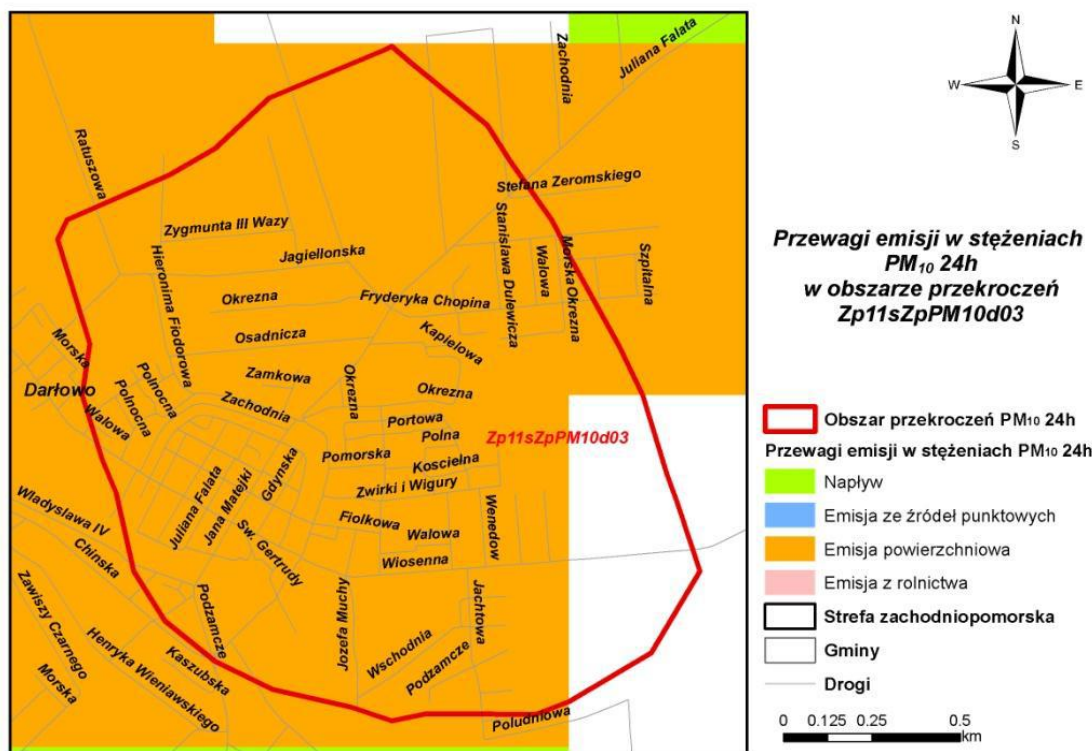 Zachodnia
Juliana Falata
Ratuszowa
Stefana Zeromskiego
Zygmunta III Wazy
Hieronima Fiodorowa
Jagiellonska
Stanislawa Dulewicza
Walowa
Morska
Okrezna
Szpitalna
Okrezna
Fryderyka Chopina
Osadnicza
Kapielowa
Morska
Darłowo
Polnocna
Polnocna
Walowa
Zamkowa
Zachodnia
Okrezna
Okrezna
Portowa
Polna
Zp11sZpPM10d03
Pomorska
Koscielna
Zwirki i Wigury
Gdynska
Juliana Falata
Jana Matejki
Wladyslawa IV
Chinska
Sw. Gertrudy
Fiolkowa
Walowa
Wenedow
Wiosenna
Zawiszy Czarnego
Morska
Henryka Wieniawskiego
Kaszubska
Podzamcze
Jozefa Muchy
Wschodnia
Podzamcze
Jachtowa
Poludniowa
N
W
E
S
Przewagi emisji w stężeniach
PM10 24h
w obszarze przekroczeń
Zp11sZpPM10d03
Obszar przekroczeń PM10 24h
Przewagi emisji w stężeniach PM10 24h
Napływ
Emisja ze źródeł punktowych
Emisja powierzchniowa
Emisja z rolnictwa
Strefa zachodniopomorska
Gminy
Drogi
0 0.125 0.25 0.5
km